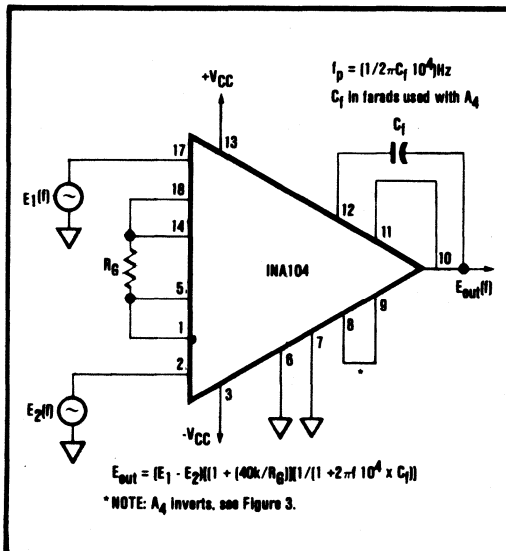 f_p = (1/2πC_f 10^4)Hz
C_f in farads used with A_4
+V_CC
C_f
13
17
12
11
E_1(f)
18
14
R_G
INA104
10
E_out(f)
5
1
9
8
2
7
6
3
*
E_2(f)
-V_CC
E_out = (E_1 - E_2)[(1 + (40k/R_G)][1/(1 +2πf 10^4 x C_f)]
* NOTE: A_4 inverts, see Figure 3.